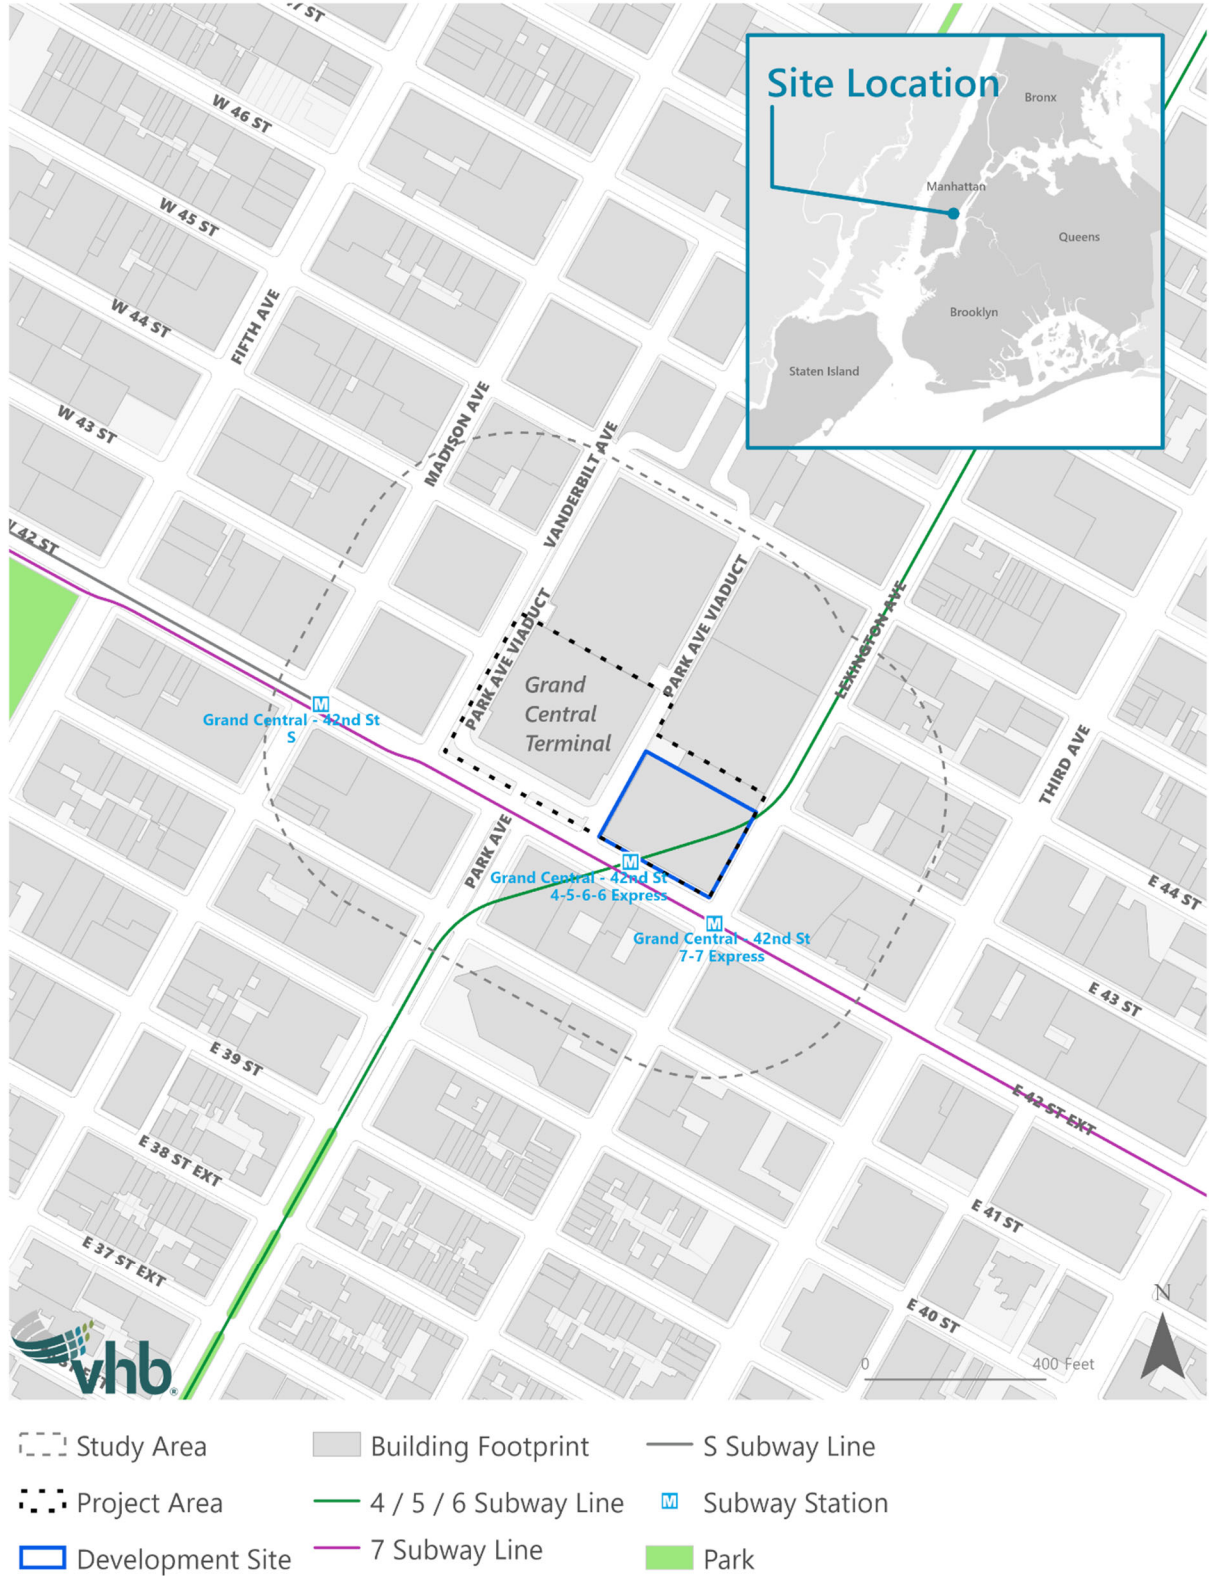 W 46 ST
W 45 ST
W 44 ST
W 43 ST
42 ST
FIFTH AVE
MADISON AVE
VANDERBILT AVE
PARK AVE VIADUCT
PARK AVE VIADUCT
LEXINGTON AVE
THIRD AVE
PARK AVE
Site Location
Bronx
Manhattan
Queens
Brooklyn
Staten Island
Grand
Central
Terminal
Grand Central - 42nd St
S
Grand Central - 42nd St
4-5-6-6 Express
Grand Central - 42nd St
7-7 Express
M
M
M
E 44 ST
E 43 ST
E 42 ST EXT
E 41 ST
E 40 ST
E 39 ST
E 38 ST EXT
E 37 ST EXT
vhb®
N
0
400 Feet
Study Area
Building Footprint
S Subway Line
Project Area
4 / 5 / 6 Subway Line
M
Subway Station
Development Site
7 Subway Line
Park